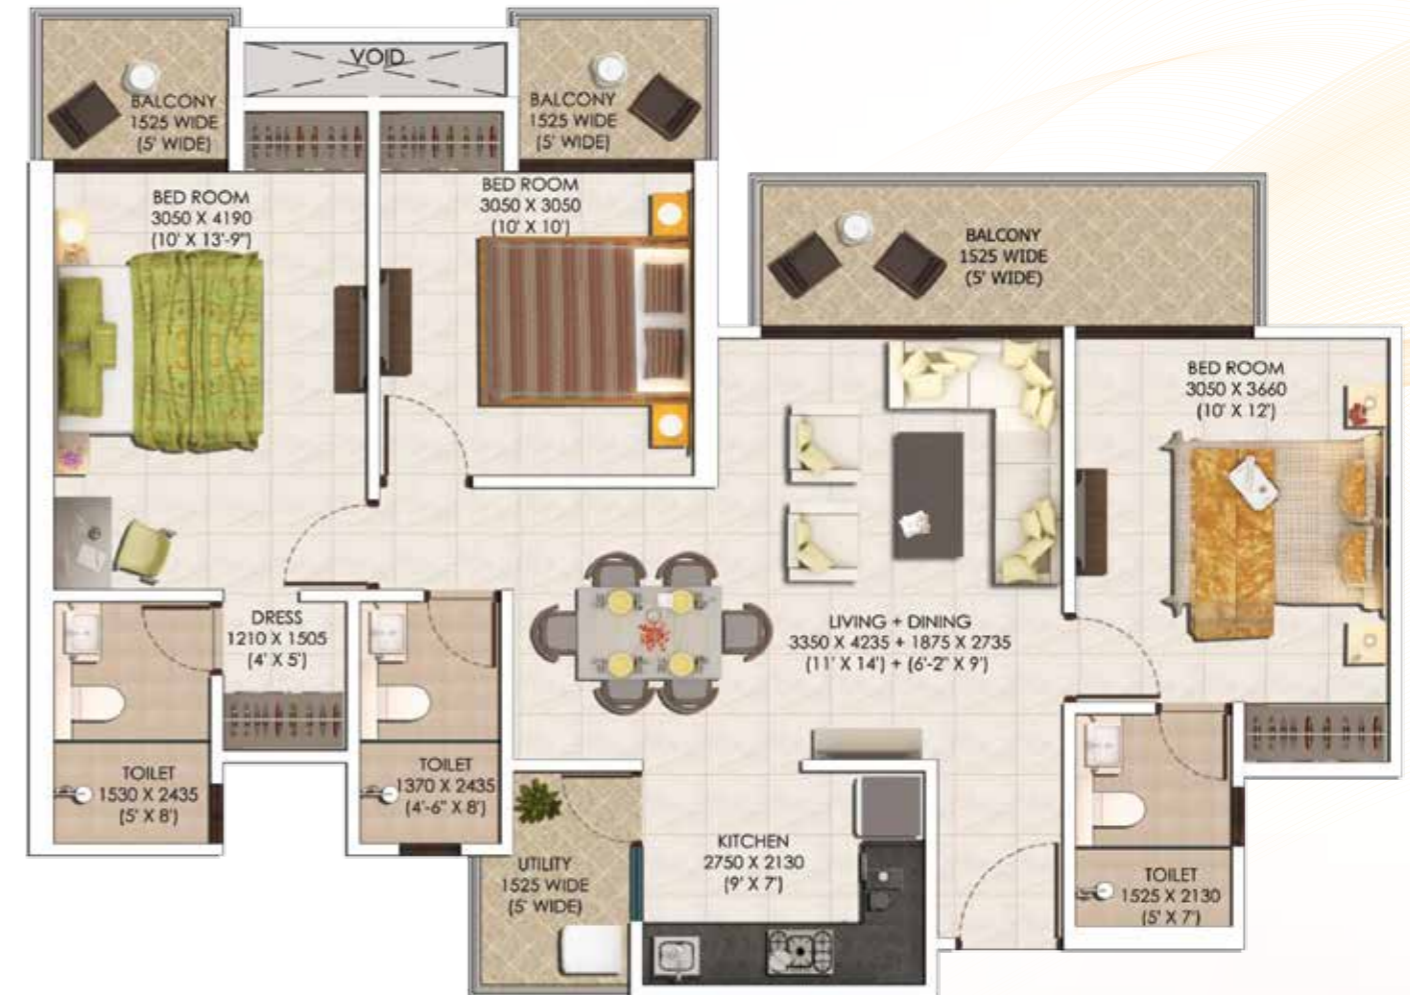 VOID
BALCONY
1525 WIDE
(5' WIDE)
BALCONY
1525 WIDE
(5' WIDE)
BED ROOM
3050 X 4190
(10' X 13'-9")
BED ROOM
3050 X 3050
(10' X 10')
BALCONY
1525 WIDE
(5' WIDE)
BED ROOM
3050 X 3660
(10' X 12')
DRESS
1210 X 1505
(4' X 5')
LIVING + DINING
3350 X 4235 + 1875 X 2735
(11' X 14') + (6'-2" X 9')
TOILET
1530 X 2435
(5' X 8')
TOILET
1370 X 2435
(4'-6" X 8')
UTILITY
1525 WIDE
(5' WIDE)
KITCHEN
2750 X 2130
(9' X 7')
TOILET
1525 X 2130
(5' X 7')